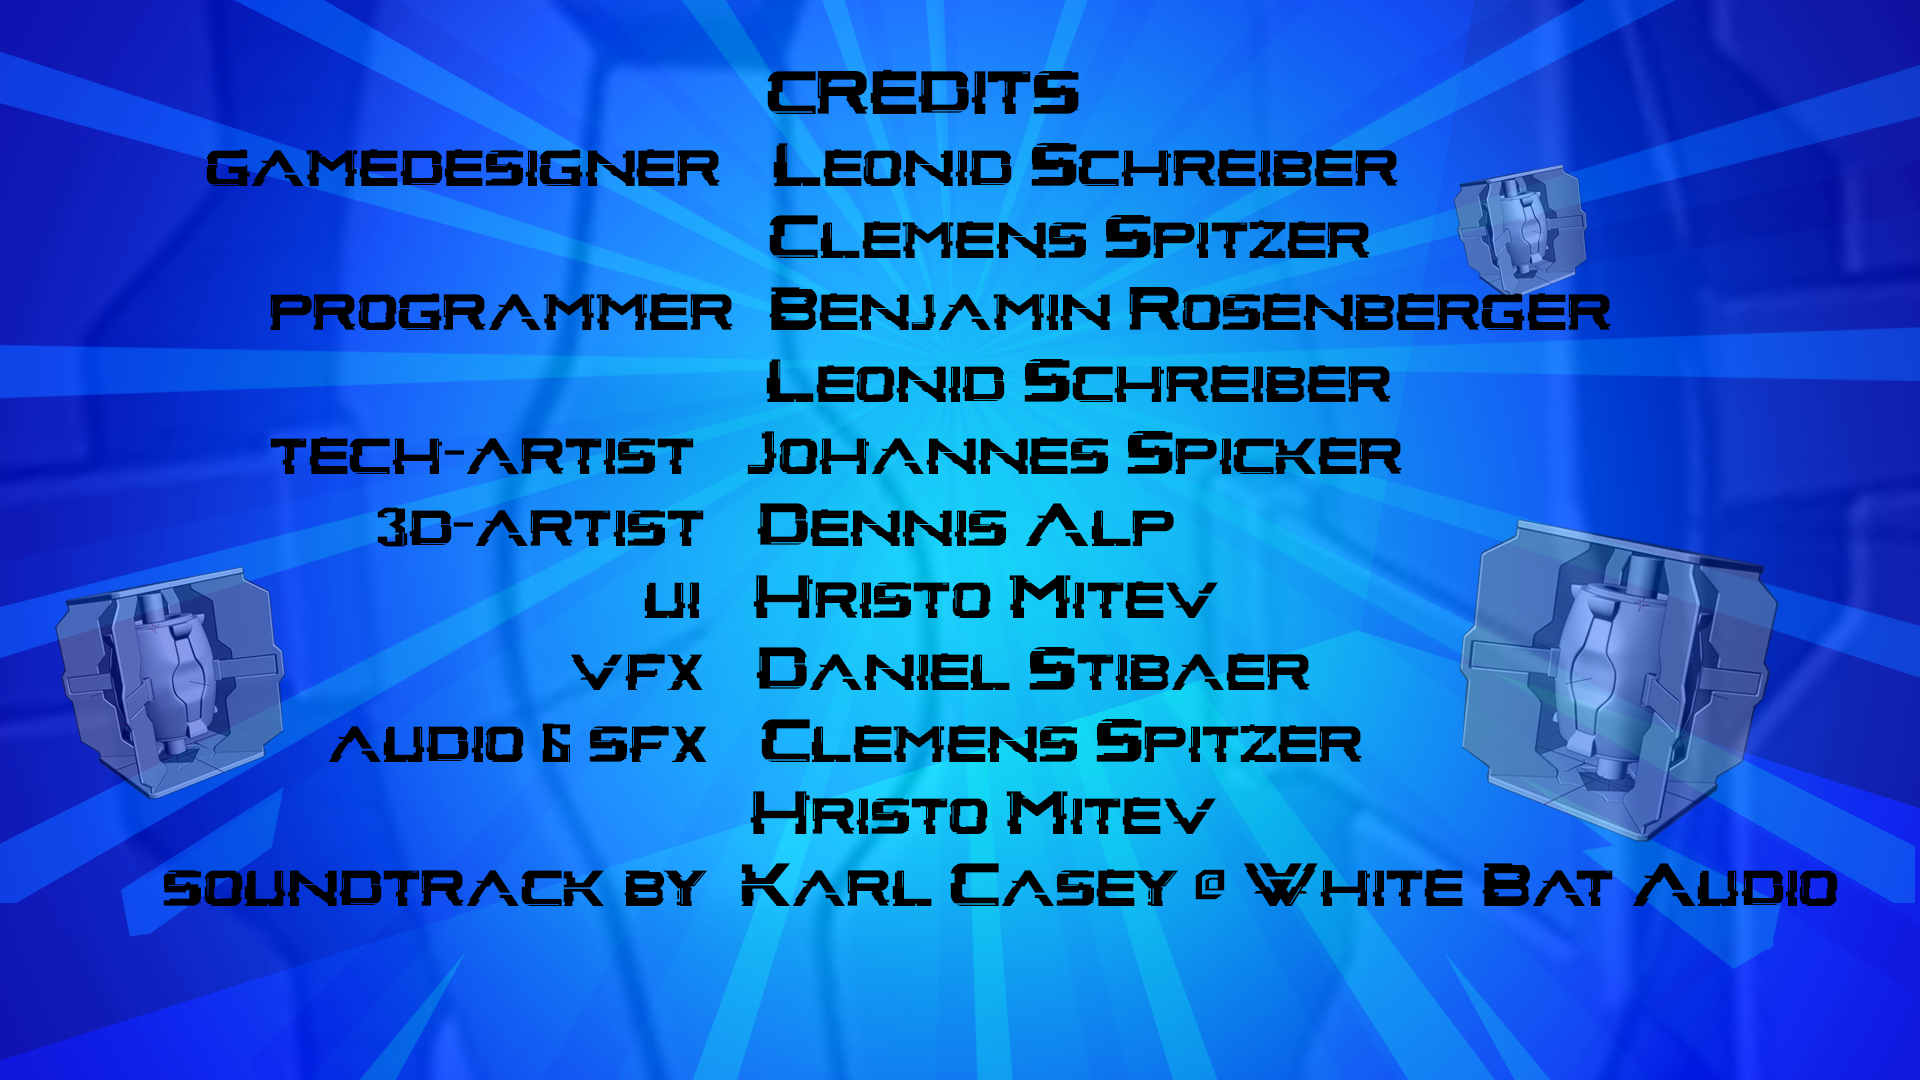 CREDITS
GAMEDESIGNER LEONID SCHREIBER
CLEMENS SPITZER
PROGRAMMER BENJAMIN ROSENBERGER
LEONID SCHREIBER
TECH-ARTIST JOHANNES SPICKER
3D-ARTIST DENNIS ALP
UI HRISTO MITEV
VFX DANIEL STIBAER
AUDIO & SFX CLEMENS SPITZER
HRISTO MITEV
SOUNDTRACK BY KARL CASEY @ WHITE BAT AUDIO